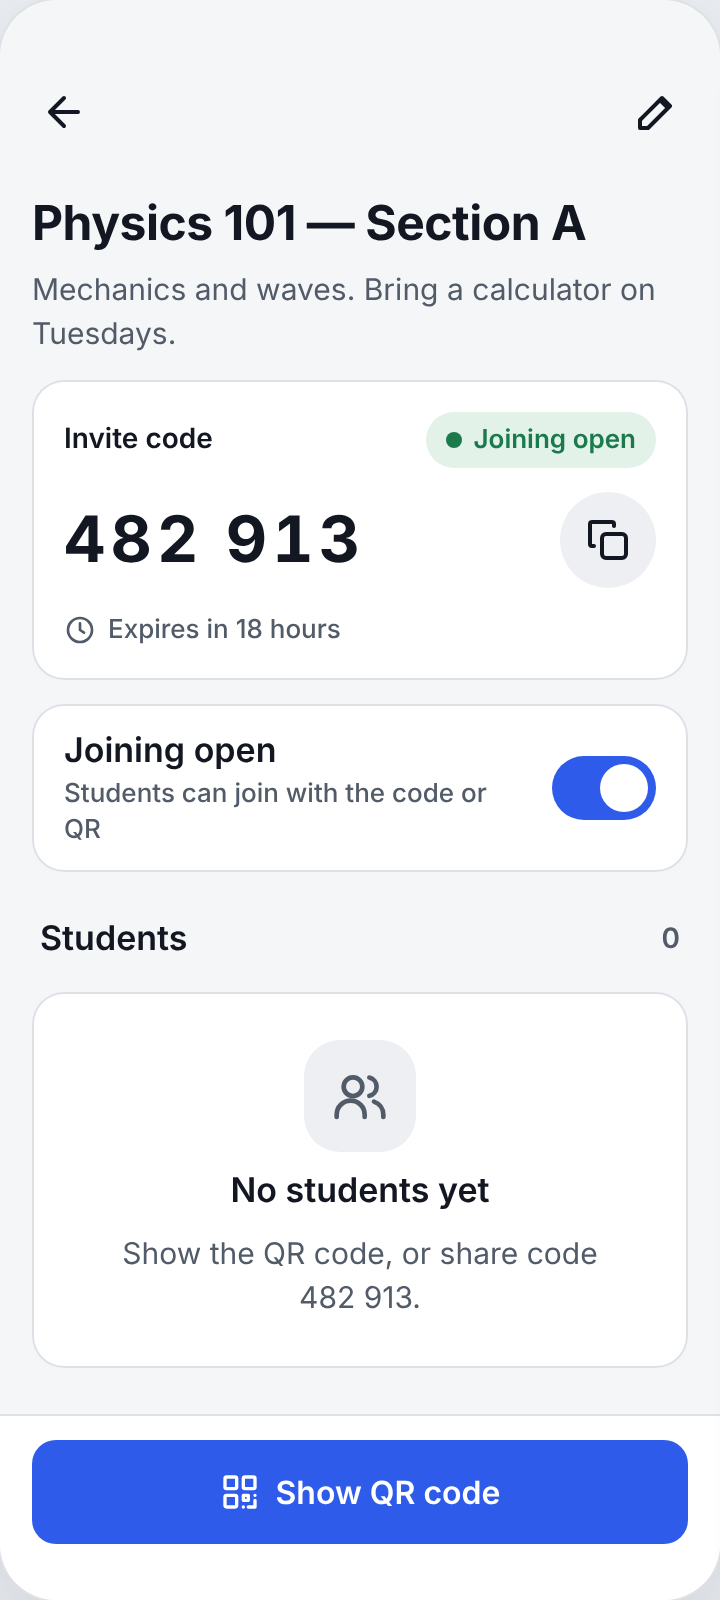 Physics 101 — Section A
Mechanics and waves. Bring a calculator on
Tuesdays.
Invite code
Joining open
482 913
Expires in 18 hours
Joining open
Students can join with the code or
QR
Students
0
No students yet
Show the QR code, or share code
482 913.
Show QR code